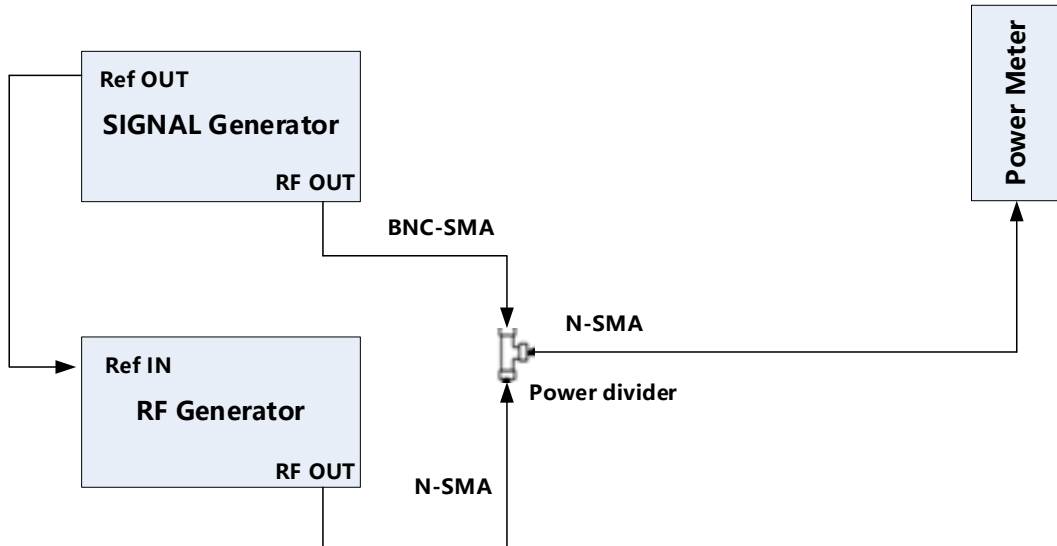 Ref OUT
SIGNAL Generator
RF OUT
BNC-SMA
Power Meter
N-SMA
Power divider
Ref IN
RF Generator
RF OUT
N-SMA